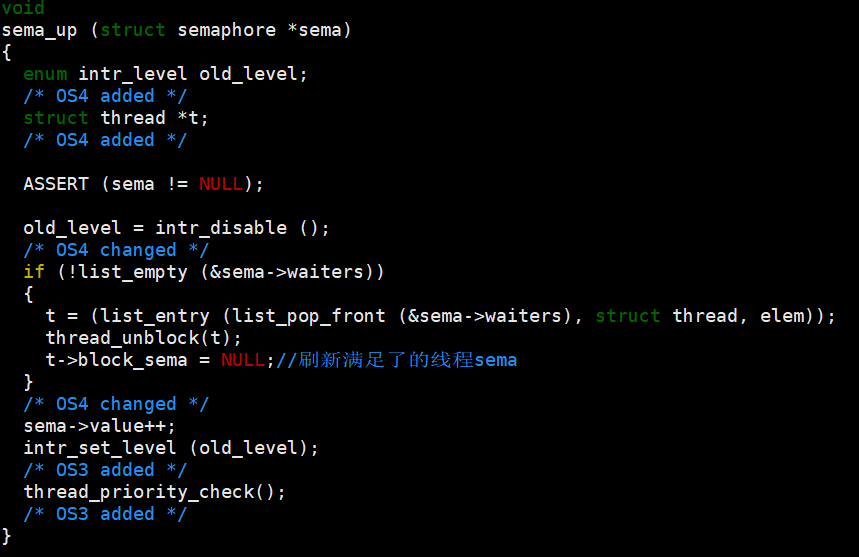 void
sema_up (struct semaphore *sema)
{
  enum intr_level old_level;
  /* OS4 added */
  struct thread *t;
  /* OS4 added */

  ASSERT (sema != NULL);

  old_level = intr_disable ();
  /* OS4 changed */
  if (!list_empty (&sema->waiters))
  {
    t = (list_entry (list_pop_front (&sema->waiters), struct thread, elem));
    thread_unblock(t);
    t->block_sema = NULL;//刷新满足了的线程sema
  }
  /* OS4 changed */
  sema->value++;
  intr_set_level (old_level);
  /* OS3 added */
  thread_priority_check();
  /* OS3 added */
}